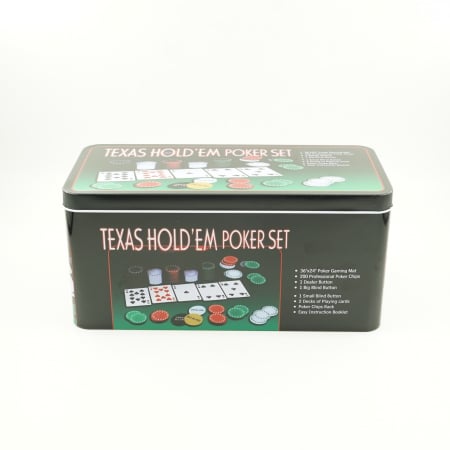 TEXAS HOLD'EM POKER SET
TEXAS HOLD'EM POKER SET
• 36"x24" Poker Gaming Mat
• 200 Professional Poker Chips
• 1 Dealer Button
• 1 Big Blind Button
• 1 Small Blind Button
• 2 Decks of Playing cards
• Poker Chips Rack
• Easy Instruction Booklet